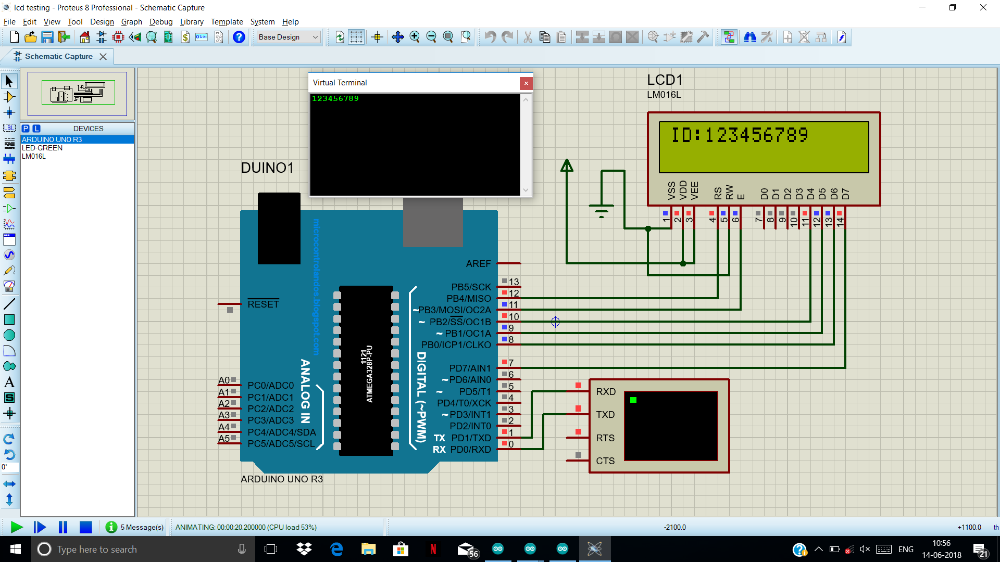 lcd testing - Proteus 8 Professional - Schematic Capture
File Edit View Tool Design Graph Debug Library Template System Help
Base Design
Schematic Capture
P L DEVICES
ARDUINO UNO R3
LED-GREEN
LM016L
Virtual Terminal
123456789
LCD1
LM016L
ID:123456789
VSS VDD VEE RS RW E D0 D1 D2 D3 D4 D5 D6 D7
1 2 3 4 5 6 7 8 9 10 11 12 13 14
DUINO1
microcontrolandos.blogspot.com
AREF
RESET
PB5/SCK 13
PB4/MISO 12
~PB3/MOSI/OC2A 11
~ PB2/SS/OC1B 10
~ PB1/OC1A 9
PB0/ICP1/CLKO 8
PD7/AIN1 7
~PD6/AIN0 6
~ PD5/T1 5
PD4/T0/XCK 4
~PD3/INT1 3
PD2/INT0 2
TX PD1/TXD 1
RX PD0/RXD 0
DIGITAL (~PWM)
1121
ATMEGA328P-PU
ANALOG IN
A0 PC0/ADC0
A1 PC1/ADC1
A2 PC2/ADC2
A3 PC3/ADC3
A4 PC4/ADC4/SDA
A5 PC5/ADC5/SCL
ARDUINO UNO R3
RXD
TXD
RTS
CTS
LBL
A
S
0°
5 Message(s)
ANIMATING: 00:00:20.200000 (CPU load 53%)
-2100.0
+1100.0
th
Type here to search
56
ENG
10:56
14-06-2018
21